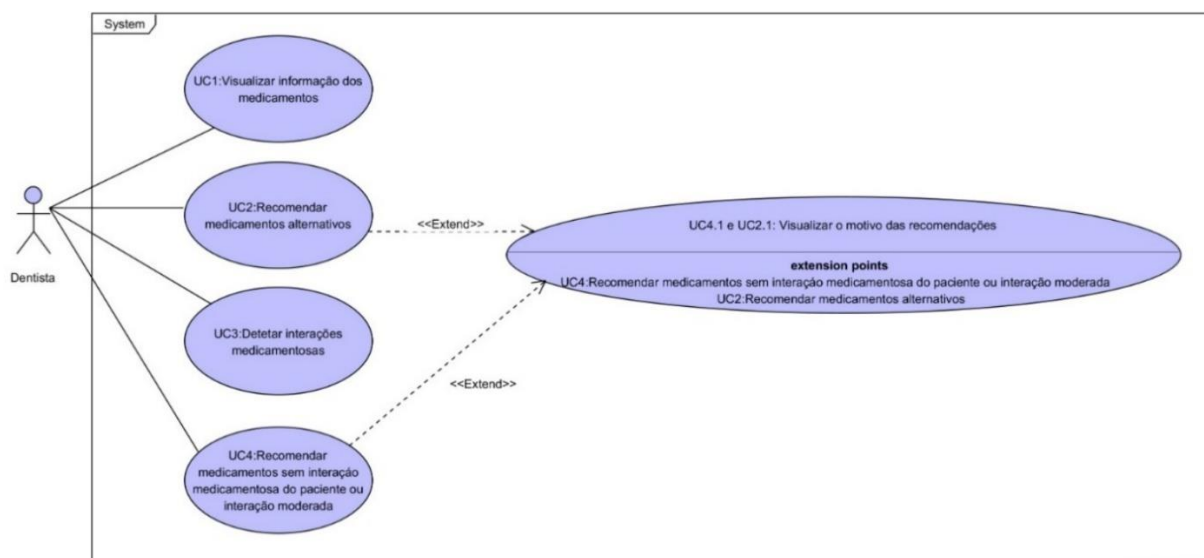 System
UC1:Visualizar informação dos
medicamentos
UC2:Recomendar
medicamentos alternativos
<<Extend>>
UC4.1 e UC2.1: Visualizar o motivo das recomendações
extension points
UC4:Recomendar medicamentos sem interação medicamentosa do paciente ou interação moderada
UC2:Recomendar medicamentos alternativos
Dentista
UC3:Detetar interações
medicamentosas
<<Extend>>
UC4:Recomendar
medicamentos sem interação
medicamentosa do paciente ou
interação moderada